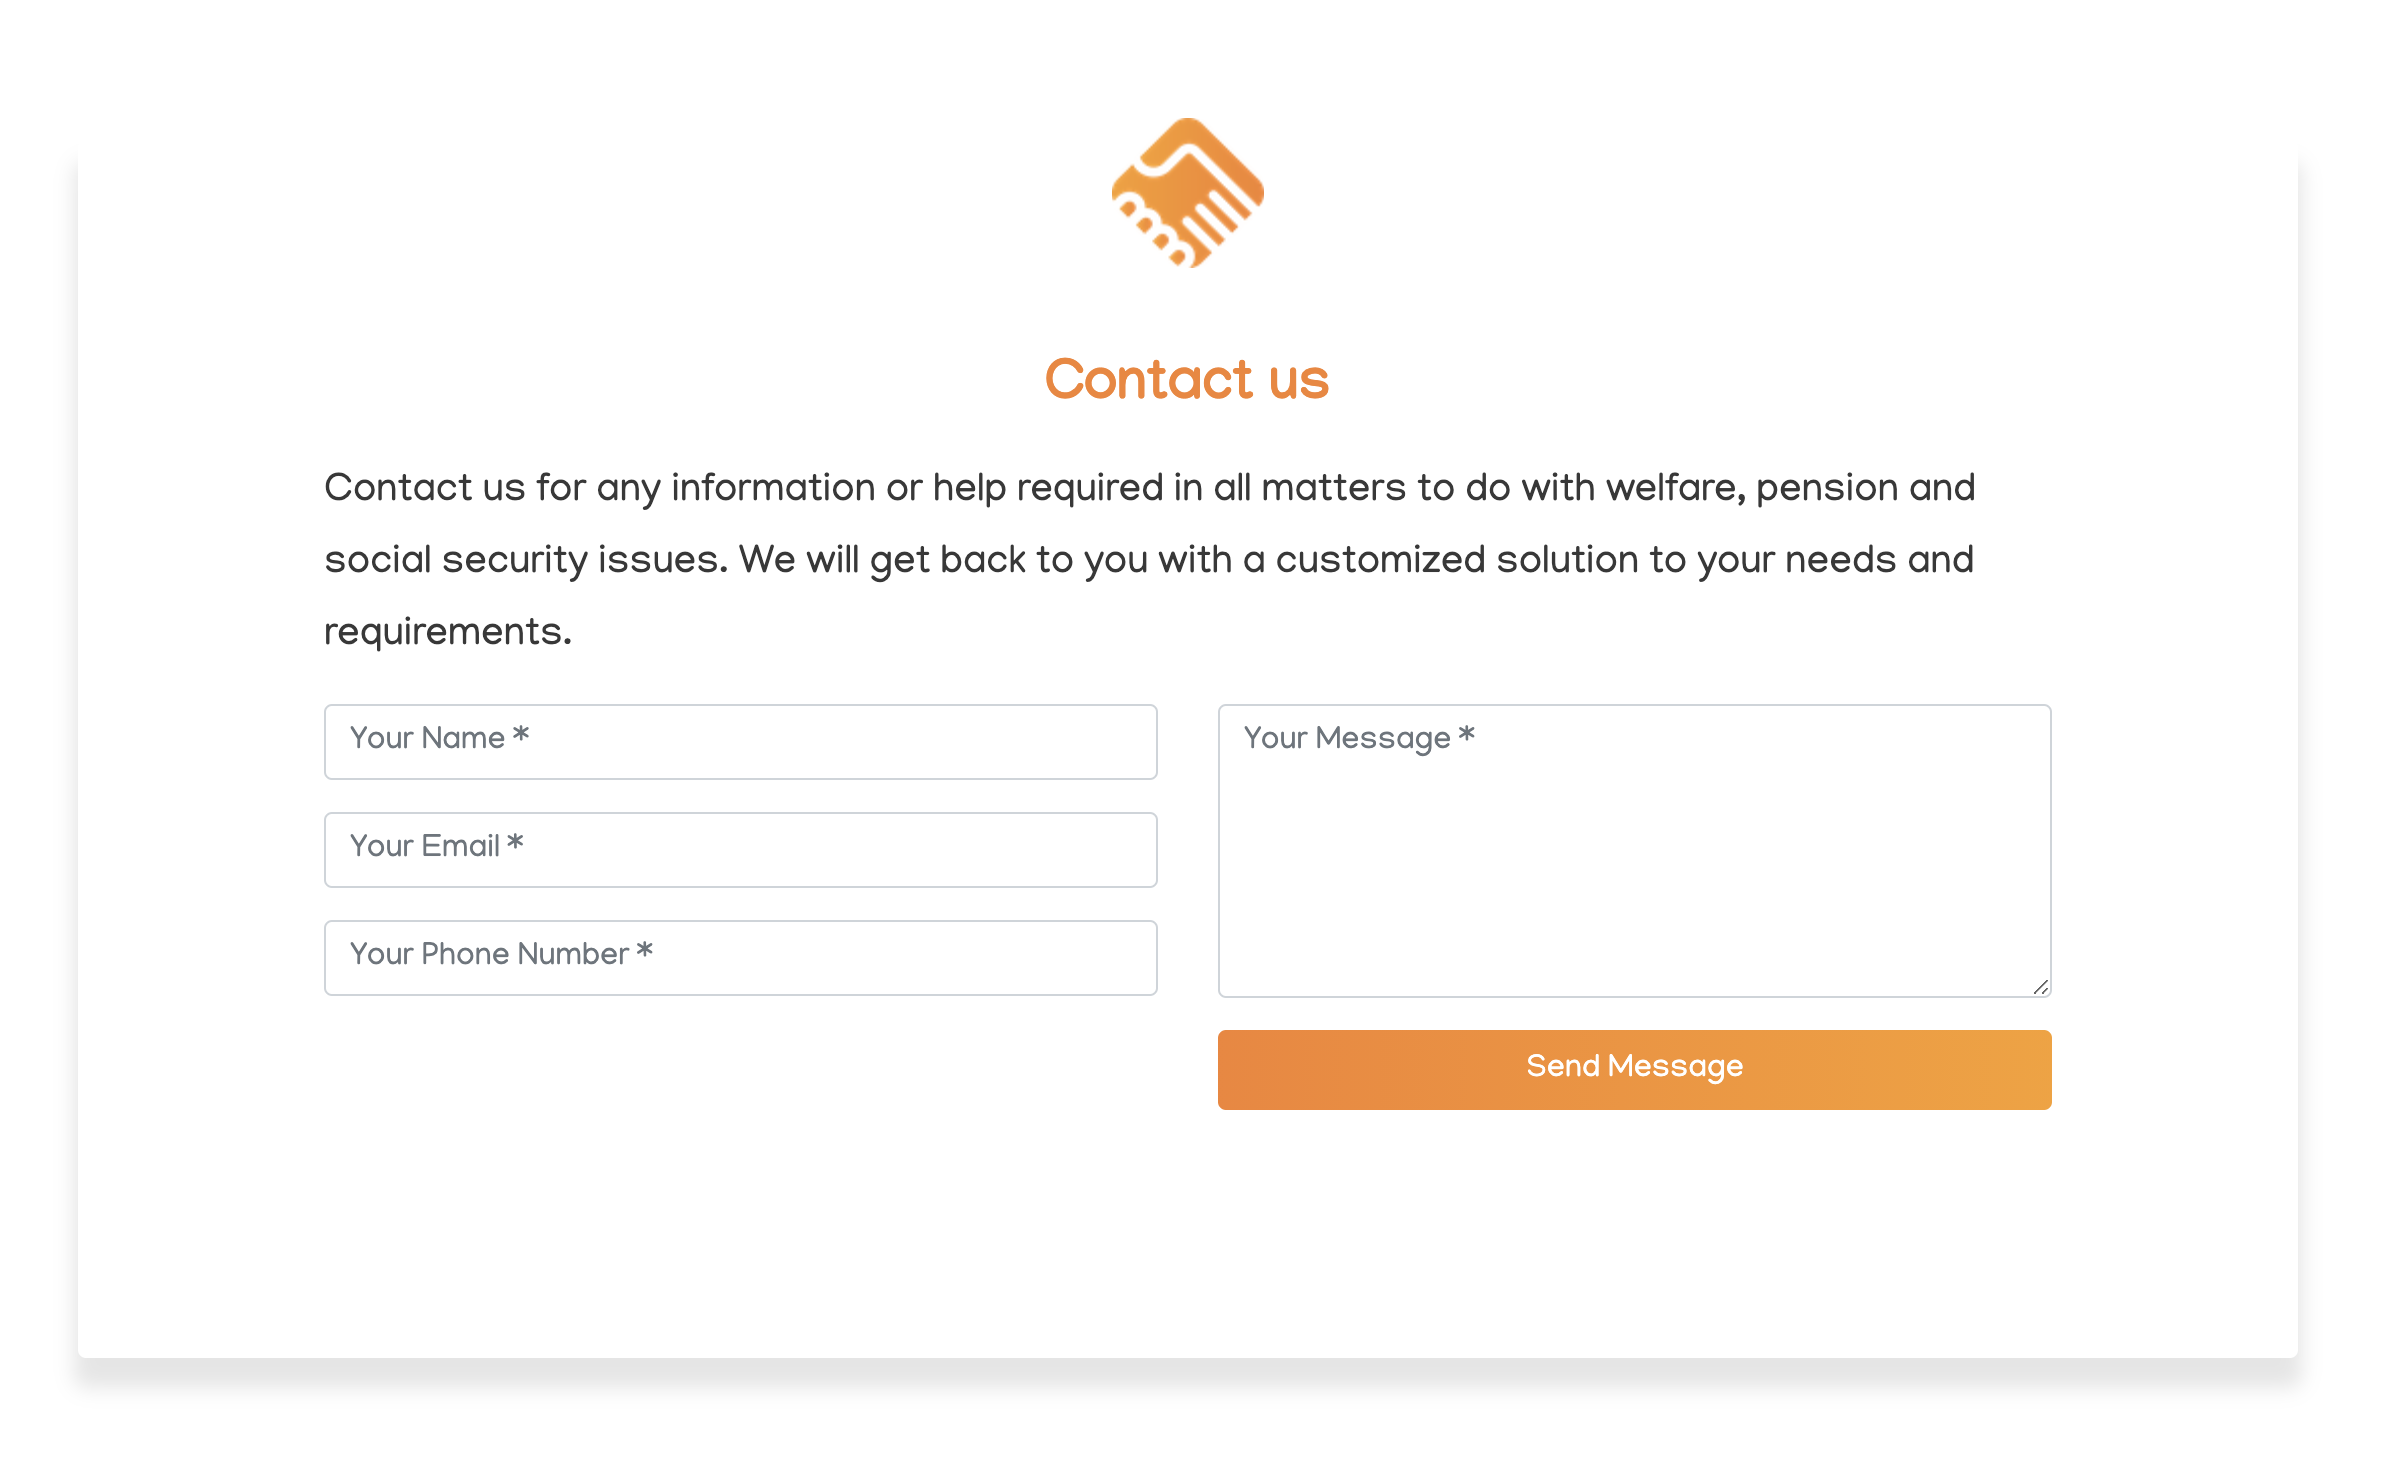 Contact us
Contact us for any information or help required in all matters to do with welfare, pension and
social security issues. We will get back to you with a customized solution to your needs and
requirements.
Your Name *
Your Email *
Your Phone Number *
Your Message *
Send Message